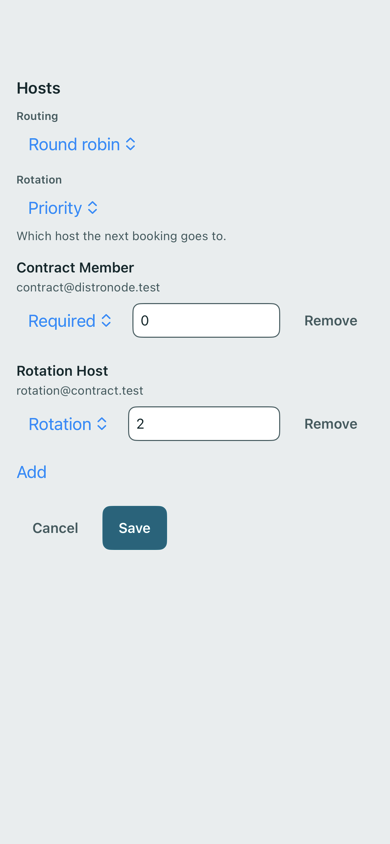 Hosts
Routing
Round robin
Rotation
Priority
Which host the next booking goes to.
Contract Member
contract@distronode.test
Required 0 Remove
Rotation Host
rotation@contract.test
Rotation 2 Remove
Add
Cancel Save